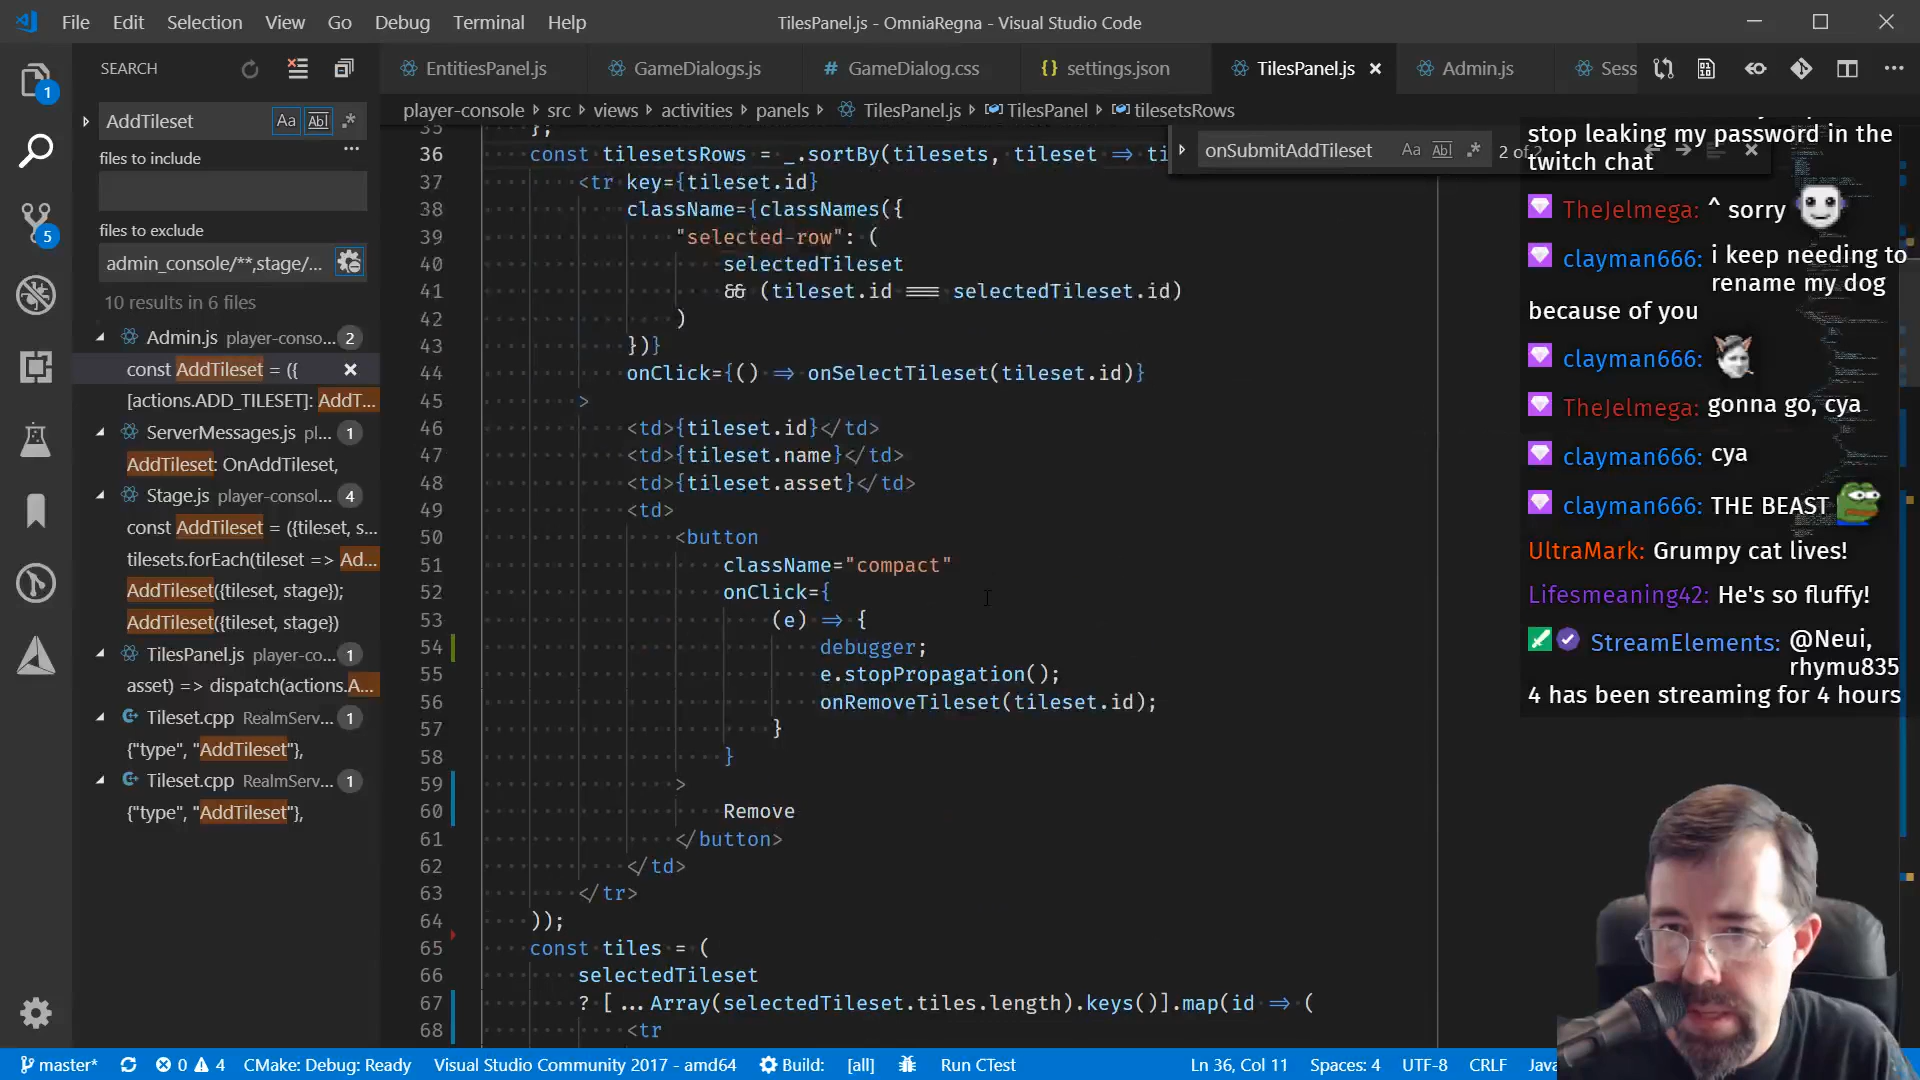 File Edit Selection View Go Debug Terminal Help
TilesPanel.js - OmniaRegna - Visual Studio Code
SEARCH
EntitiesPanel.js
GameDialogs.js
# GameDialog.css
{} settings.json
TilesPanel.js
Admin.js
Sess
1
AddTileset
Aa
Abl
.*
files to include
...
files to exclude
5
admin_console/**,stage/...
10 results in 6 files
Admin.js player-conso... 2
const AddTileset = ({
[actions.ADD_TILESET]: AddT...
ServerMessages.js pl... 1
AddTileset: OnAddTileset,
Stage.js player-consol... 4
const AddTileset = ({tileset, s...
tilesets.forEach(tileset => Ad...
AddTileset({tileset, stage});
AddTileset({tileset, stage})
TilesPanel.js player-co... 1
asset) => dispatch(actions.A...
Tileset.cpp RealmServ... 1
{"type", "AddTileset"},
Tileset.cpp RealmServ... 1
{"type", "AddTileset"},
player-console > src > views > activities > panels > TilesPanel.js > TilesPanel > tilesetsRows
onSubmitAddTileset
Aa
Abl
.*
2 of 2
35 };
36 const tilesetsRows = _.sortBy(tilesets, tileset => ti
37 <tr key={tileset.id}
38 className={classNames({
39 "selected-row": (
40 selectedTileset
41 && (tileset.id === selectedTileset.id)
42 )
43 })}
44 onClick={() => onSelectTileset(tileset.id)}
45 >
46 <td>{tileset.id}</td>
47 <td>{tileset.name}</td>
48 <td>{tileset.asset}</td>
49 <td>
50 <button
51 className="compact"
52 onClick={
53 (e) => {
54 debugger;
55 e.stopPropagation();
56 onRemoveTileset(tileset.id);
57 }
58 }
59 >
60 Remove
61 </button>
62 </td>
63 </tr>
64 ));
65 const tiles = (
66 selectedTileset
67 ? [...Array(selectedTileset.tiles.length).keys()].map(id => (
68 <tr
stop leaking my password in the
twitch chat
TheJelmega: ^ sorry
clayman666: i keep needing to
rename my dog
because of you
clayman666:
TheJelmega: gonna go, cya
clayman666: cya
clayman666: THE BEAST
UltraMark: Grumpy cat lives!
Lifesmeaning42: He's so fluffy!
StreamElements: @Neui,
rhymu835
4 has been streaming for 4 hours
master*
0
4
CMake: Debug: Ready
Visual Studio Community 2017 - amd64
Build:
[all]
Run CTest
Ln 36, Col 11
Spaces: 4
UTF-8
CRLF